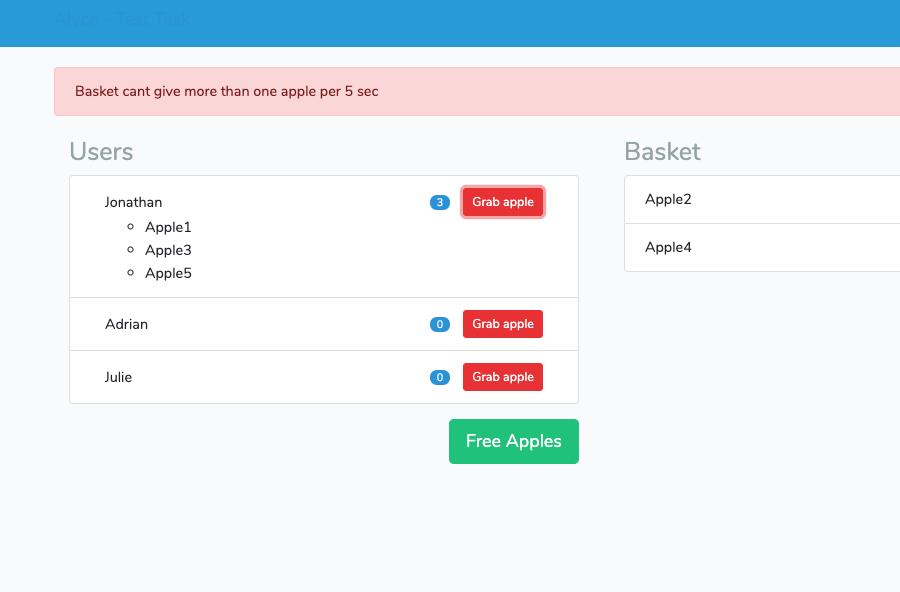 Alyce - Test Task
Basket cant give more than one apple per 5 sec
Users
Jonathan 3 Grab apple
Apple1
Apple3
Apple5
Adrian 0 Grab apple
Julie 0 Grab apple
Free Apples
Basket
Apple2
Apple4